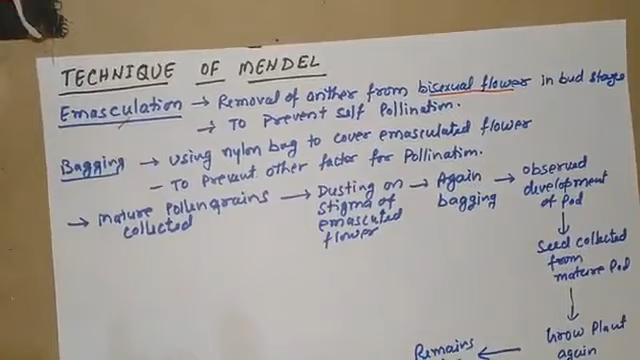 TECHNIQUE OF MENDEL
Emasculation → Removal of anther from bisexual flower in bud stage
→ To prevent self Pollination.
Bagging → Using nylon bag to cover emasculated flower
- To prevent other factor for Pollination.
→ mature Pollengrains collected → Dusting on stigma of emasculated flower → Again bagging → observed development of Pod
↓
Seed collected
from
mature Pod
↓
Grow Plant
again
Remains ←